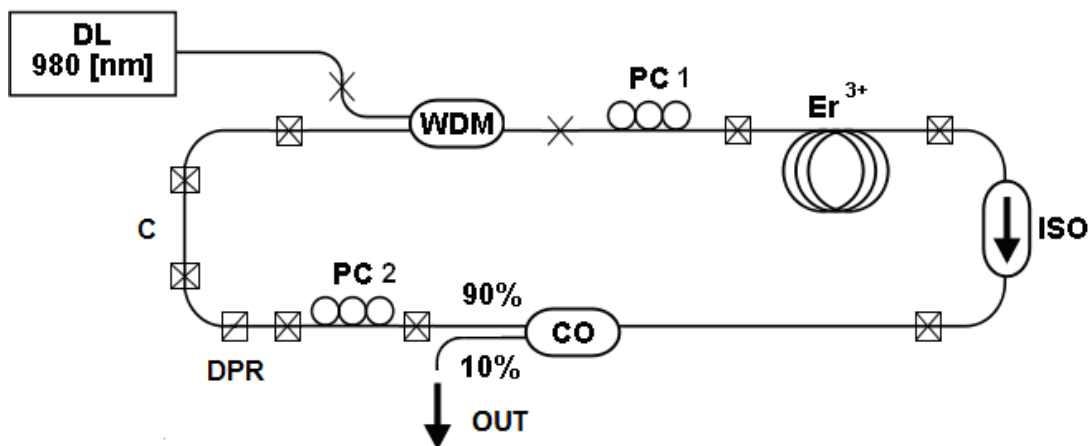 DL
980 [nm]
PC 1
Er 3+
WDM
ISO
C
PC 2
90%
CO
10%
DPR
OUT